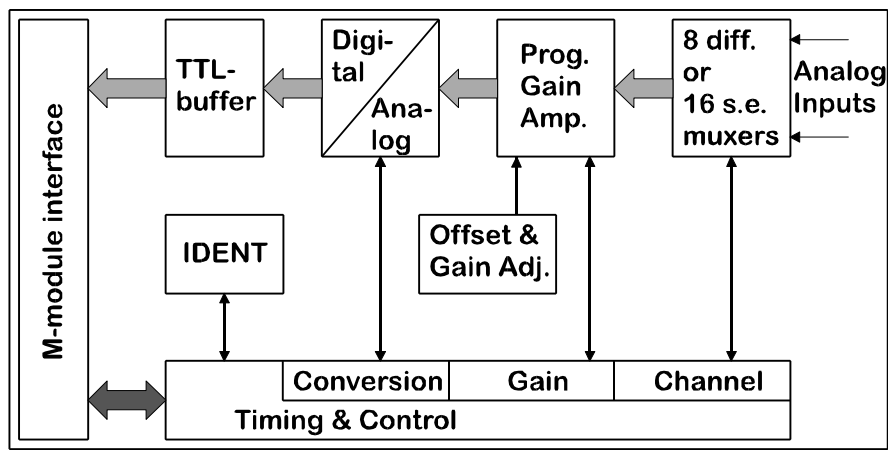 M-module interface
TTL-
buffer
Digi-
tal
Ana-
log
Prog.
Gain
Amp.
8 diff.
or
16 s.e.
muxers
Analog
Inputs
IDENT
Offset &
Gain Adj.
Conversion
Gain
Channel
Timing & Control